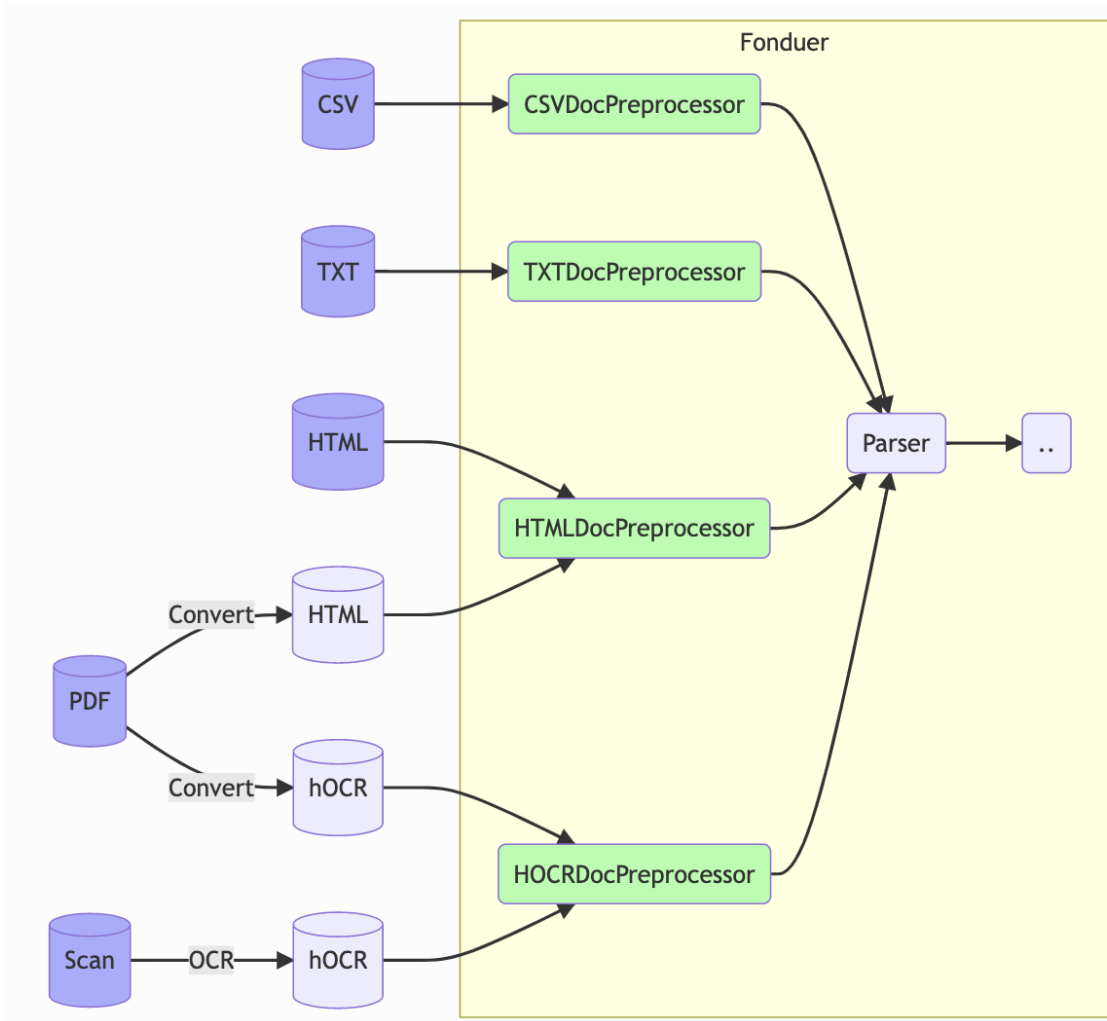 Fonduer
CSV
CSVDocPreprocessor
TXT
TXTDocPreprocessor
HTML
Parser
..
HTMLDocPreprocessor
Convert
HTML
PDF
Convert
hOCR
HOCRDocPreprocessor
Scan
OCR
hOCR